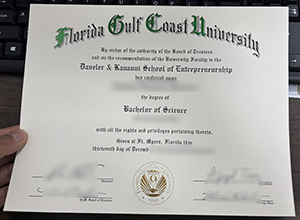 Florida Gulf Coast University
By virtue of the authority of the Board of Trustees
and on the recommendation of the University Faculty in the
Daveler & Kauanui School of Entrepreneurship
has conferred upon
the degree of
Bachelor of Science
with all the rights and privileges pertaining thereto.
Given at Ft. Myers, Florida this
thirteenth day of